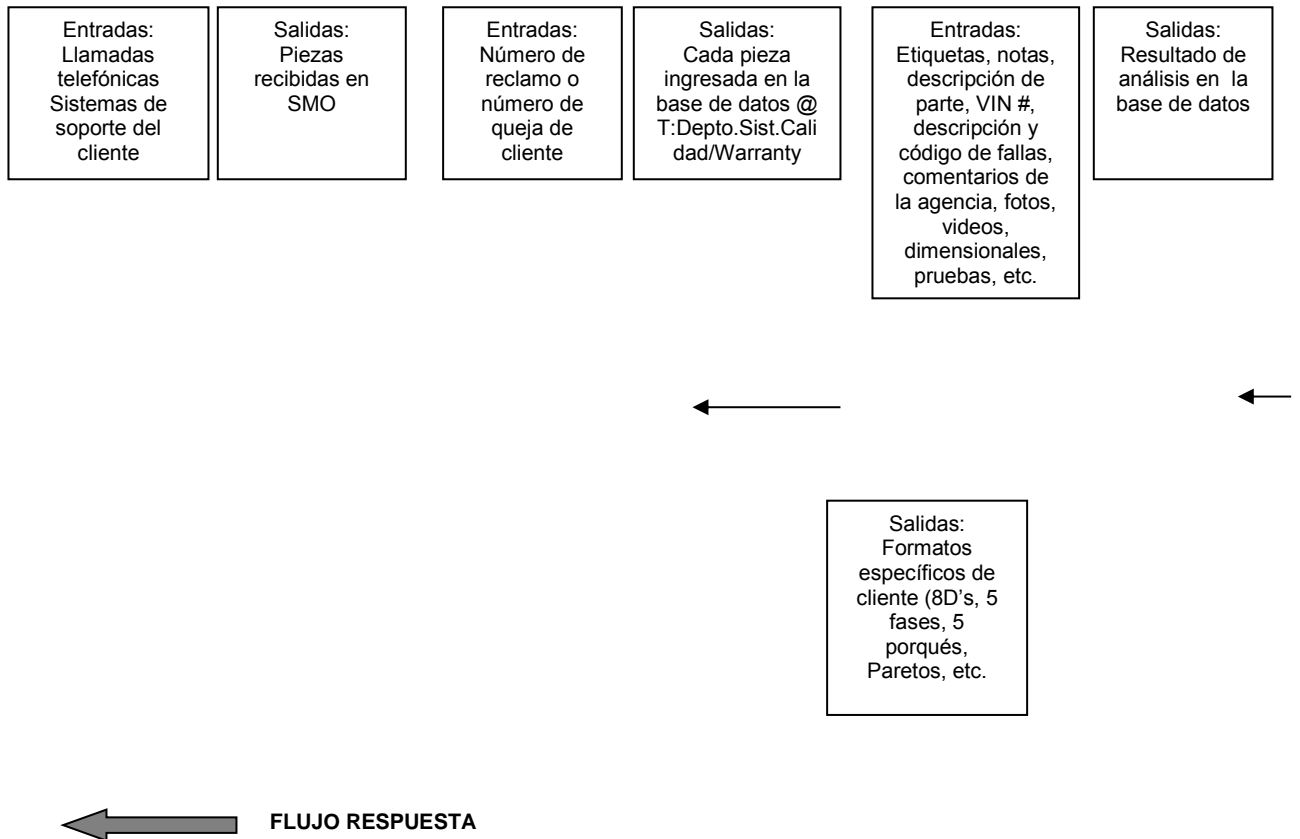 Entradas:
Llamadas
telefónicas
Sistemas de
soporte del
cliente
Salidas:
Piezas
recibidas en
SMO
Entradas:
Número de
reclamo o
número de
queja de
cliente
Salidas:
Cada pieza
ingresada en la
base de datos @
T:Depto.Sist.Cali
dad/Warranty
Entradas:
Etiquetas, notas,
descripción de
parte, VIN #,
descripción y
código de fallas,
comentarios de
la agencia, fotos,
videos,
dimensionales,
pruebas, etc.
Salidas:
Resultado de
análisis en la
base de datos
Salidas:
Formatos
específicos de
cliente (8D’s, 5
fases, 5
porqués,
Paretos, etc.
FLUJO RESPUESTA